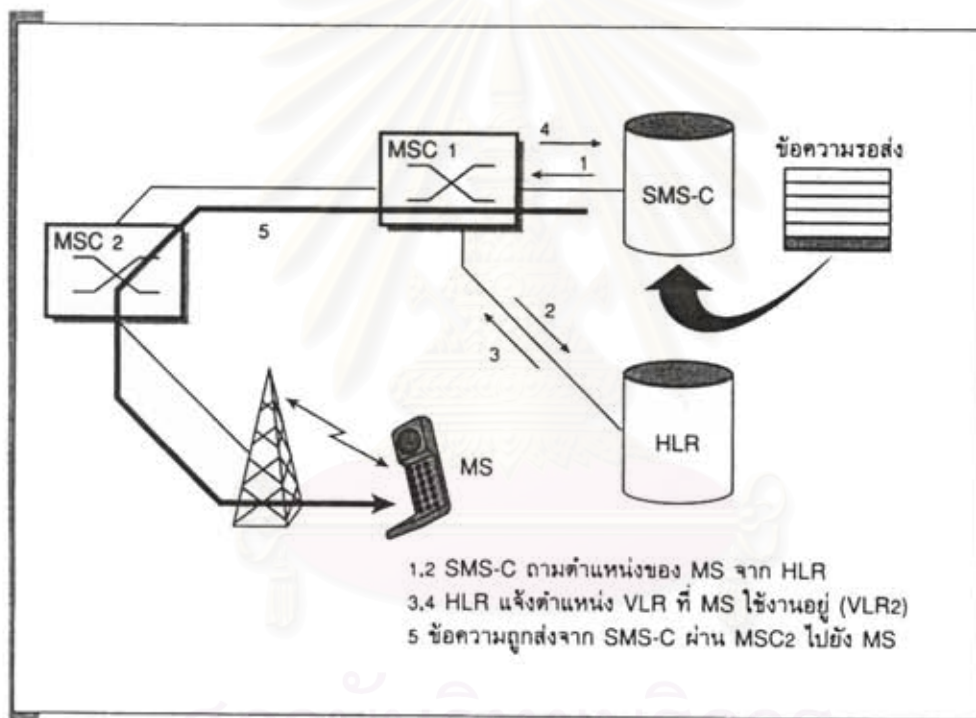 MSC 1
4
1
SMS-C
ข้อความรอส่ง
MSC 2
5
2
3
HLR
MS
1,2 SMS-C ถามตำแหน่งของ MS จาก HLR
3,4 HLR แจ้งตำแหน่ง VLR ที่ MS ใช้งานอยู่ (VLR2)
5 ข้อความถูกส่งจาก SMS-C ผ่าน MSC2 ไปยัง MS